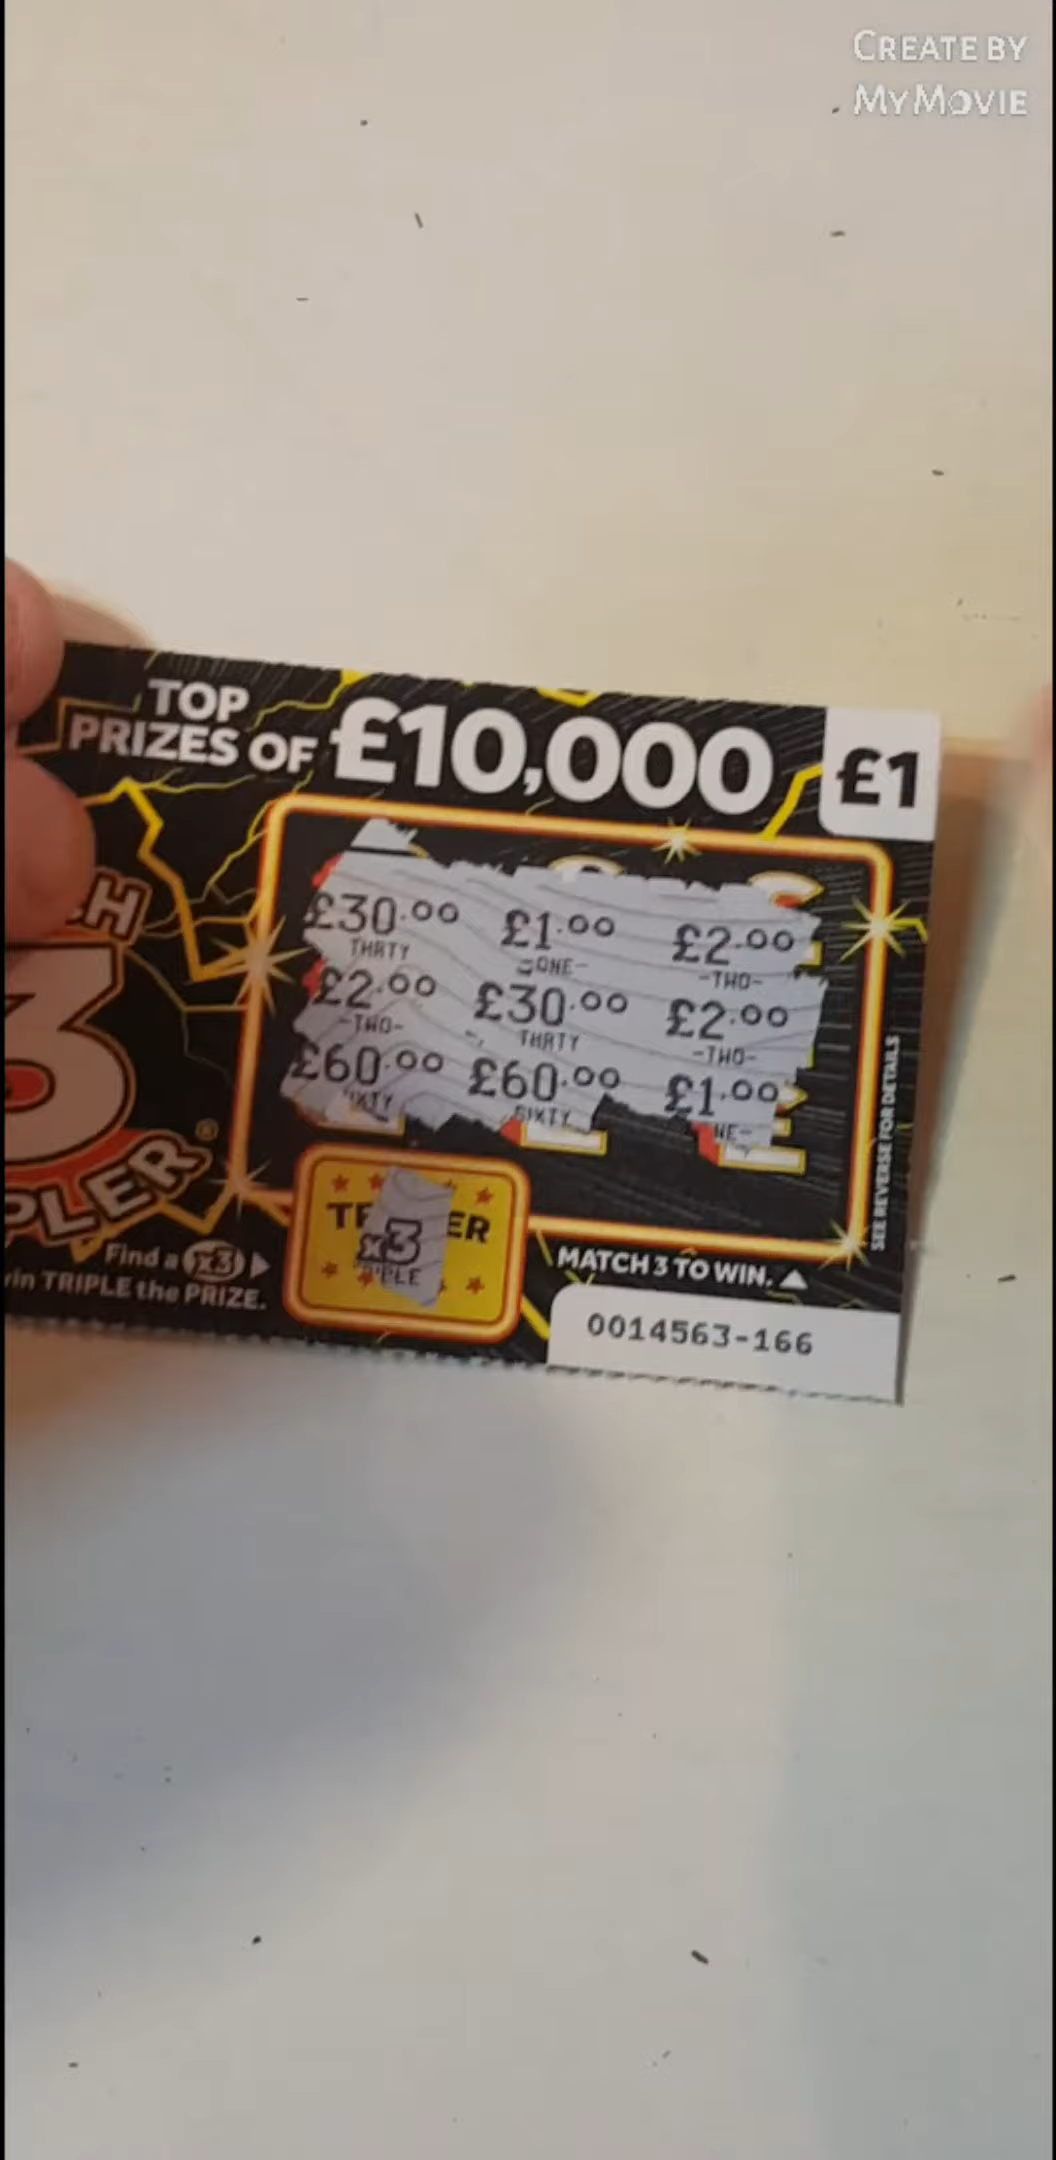 CREATE BY
MYMOVIE
TOP
PRIZES OF £10,000
£1
£30.00 £1.00 £2.00
THRTY -ONE- -TWO-
£2.00 £30.00 £2.00
-TWO- THRTY -TWO-
£60.00 £60.00 £1.00
SIXTY
3
Find a x3
TRIPLE the PRIZE.
x3
MATCH 3 TO WIN.
0014563-166
SEE REVERSE FOR DETAILS